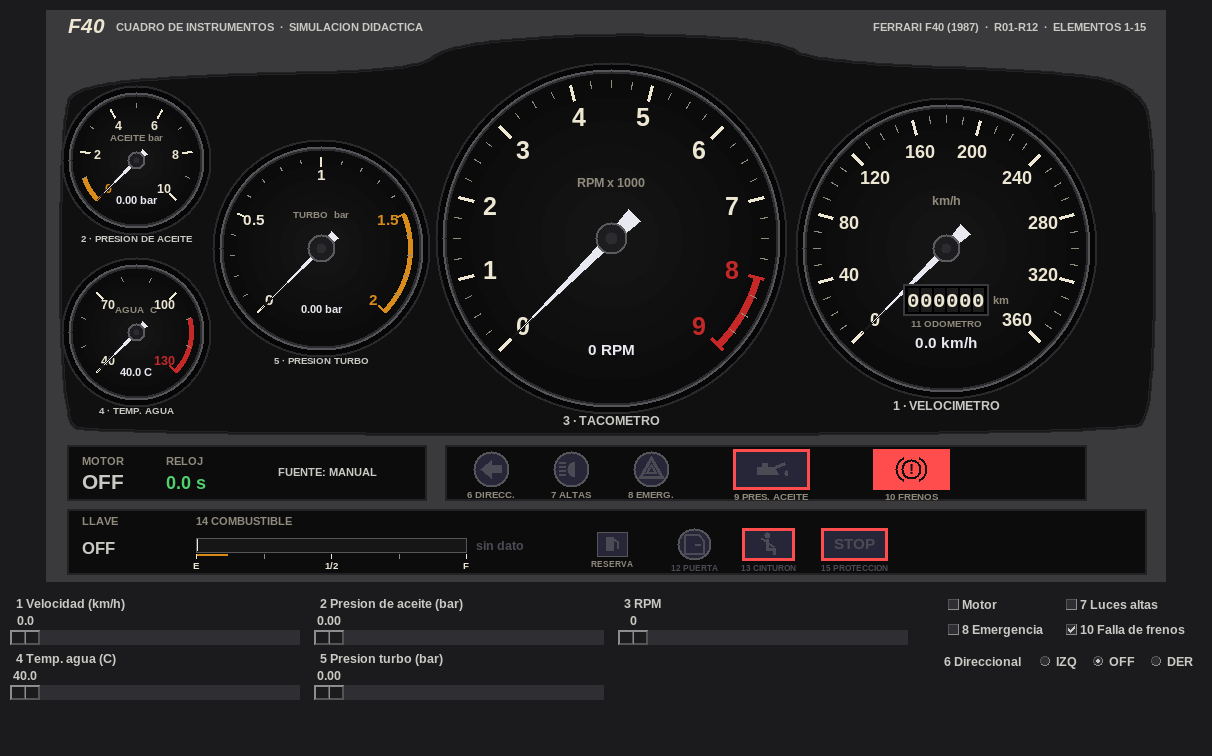 F40 CUADRO DE INSTRUMENTOS · SIMULACION DIDACTICA
FERRARI F40 (1987) · R01-R12 · ELEMENTOS 1-15
0 2 4 6 8 10
ACEITE bar
0.00 bar
2 · PRESION DE ACEITE
40 70 100 130
AGUA C
40.0 C
4 · TEMP. AGUA
0 0.5 1 1.5 2
TURBO bar
0.00 bar
5 · PRESION TURBO
0 1 2 3 4 5 6 7 8 9
RPM x 1000
0 RPM
3 · TACOMETRO
0 40 80 120 160 200 240 280 320 360
km/h
000000 km
11 ODOMETRO
0.0 km/h
1 · VELOCIMETRO
MOTOR
OFF
RELOJ
0.0 s
FUENTE: MANUAL
6 DIRECC.
7 ALTAS
8 EMERG.
9 PRES. ACEITE
10 FRENOS
LLAVE
OFF
14 COMBUSTIBLE
sin dato
E 1/2 F
RESERVA
12 PUERTA
13 CINTURON
STOP
15 PROTECCION
1 Velocidad (km/h)
0.0
2 Presion de aceite (bar)
0.00
3 RPM
0
4 Temp. agua (C)
40.0
5 Presion turbo (bar)
0.00
Motor
7 Luces altas
8 Emergencia
10 Falla de frenos
6 Direccional IZQ OFF DER